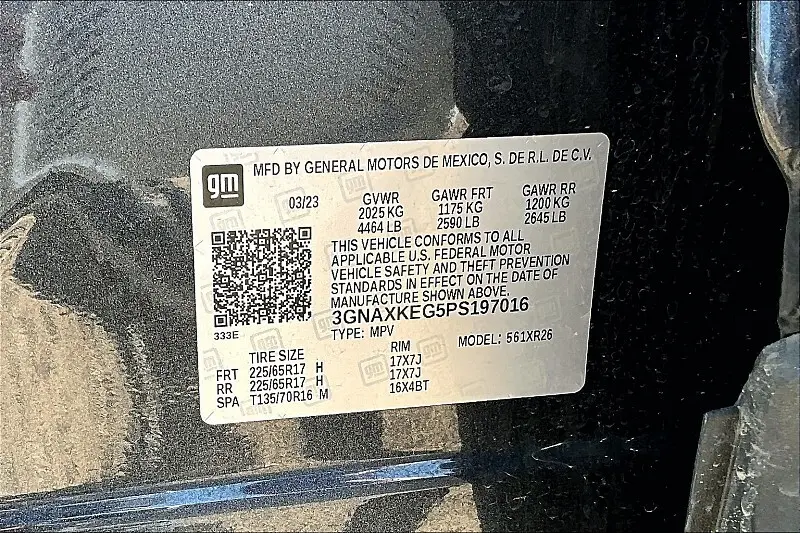 gm MFD BY GENERAL MOTORS DE MEXICO, S. DE R.L. DE C.V.
03/23 GVWR GAWR FRT GAWR RR
2025 KG 1175 KG 1200 KG
4464 LB 2590 LB 2645 LB
THIS VEHICLE CONFORMS TO ALL
APPLICABLE U.S. FEDERAL MOTOR
VEHICLE SAFETY AND THEFT PREVENTION
STANDARDS IN EFFECT ON THE DATE OF
MANUFACTURE SHOWN ABOVE.
3GNAXKEG5PS197016
333E TYPE: MPV MODEL: 561XR26
TIRE SIZE RIM
FRT 225/65R17 H 17X7J
RR 225/65R17 H 17X7J
SPA T135/70R16 M 16X4BT